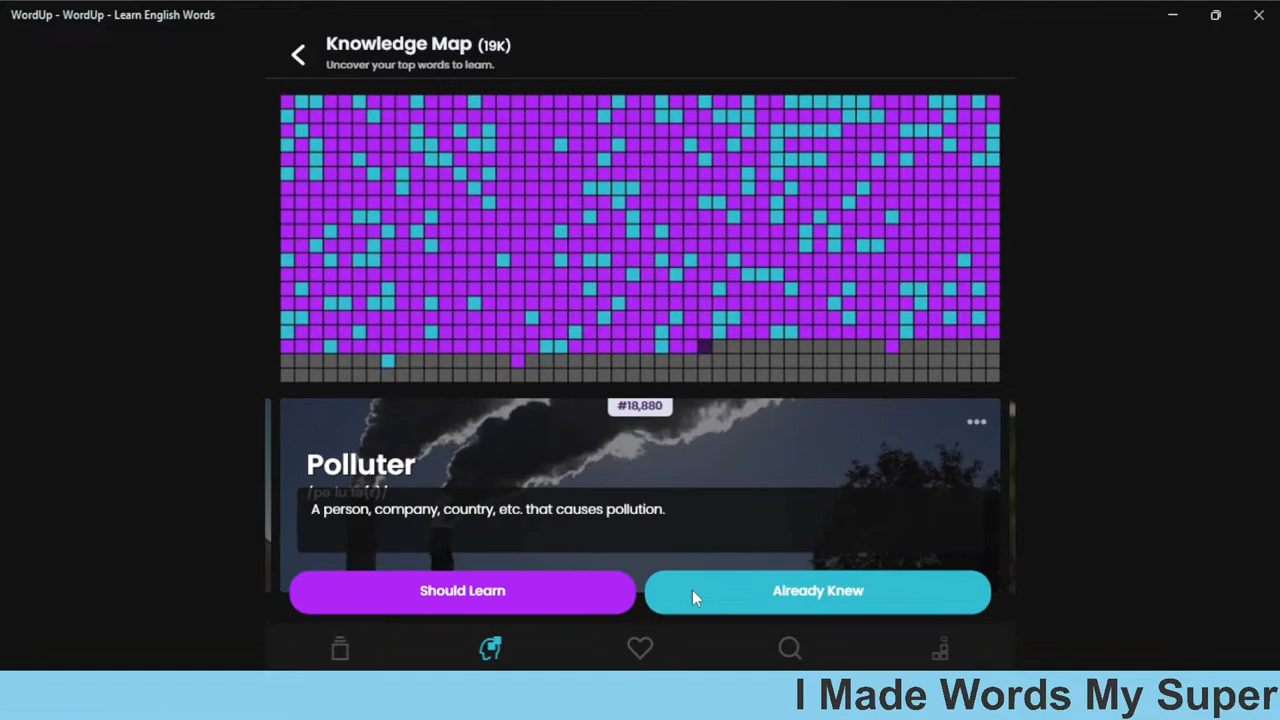 WordUp - WordUp - Learn English Words
Knowledge Map (19K)
Uncover your top words to learn.
#18,880
Polluter
A person, company, country, etc. that causes pollution.
Should Learn
Already Knew
I Made Words My Super